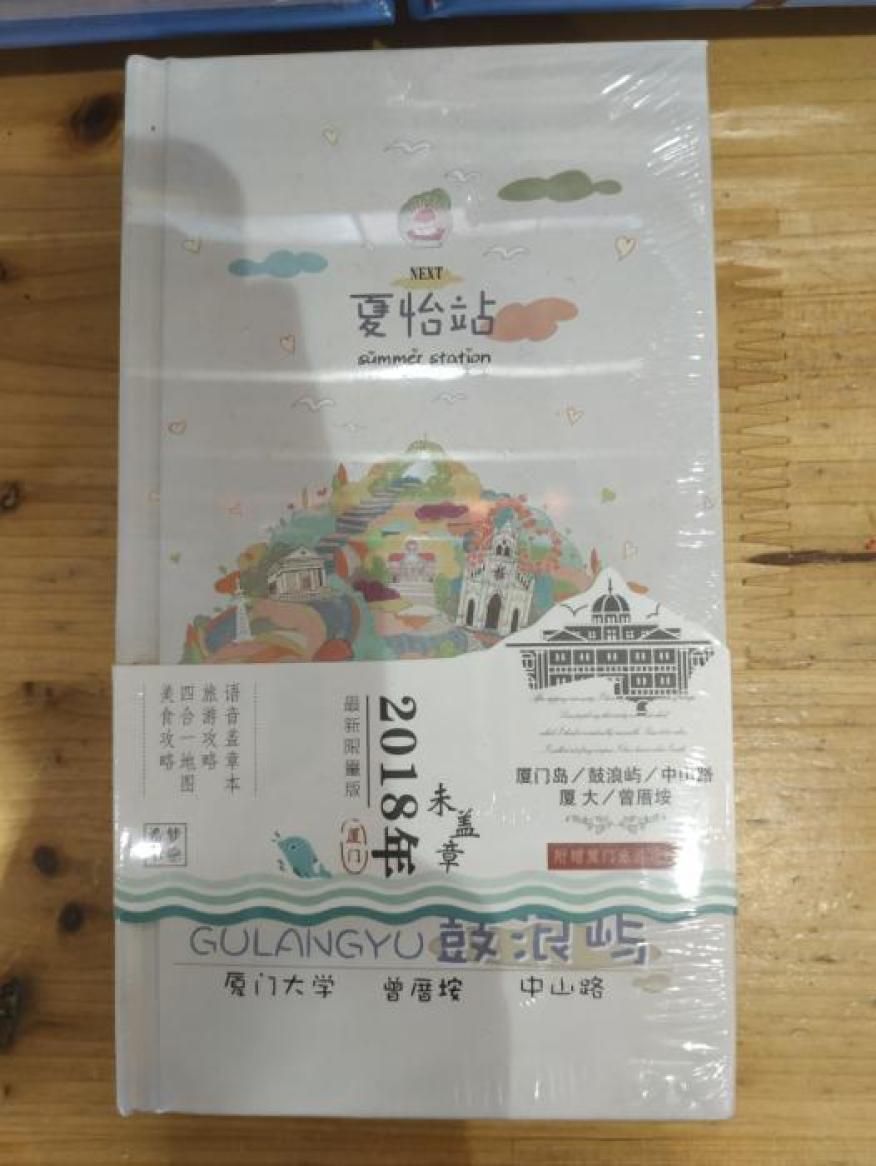 NEXT
夏怡站
summer station
语音盖章本
旅游攻略
四合一地图
美食攻略
2018年
最新限量版
厦门
未盖章
厦门岛／鼓浪屿／中山路
厦 大／曾厝垵
GULANGYU 鼓浪屿
厦门大学 曾厝垵 中山路